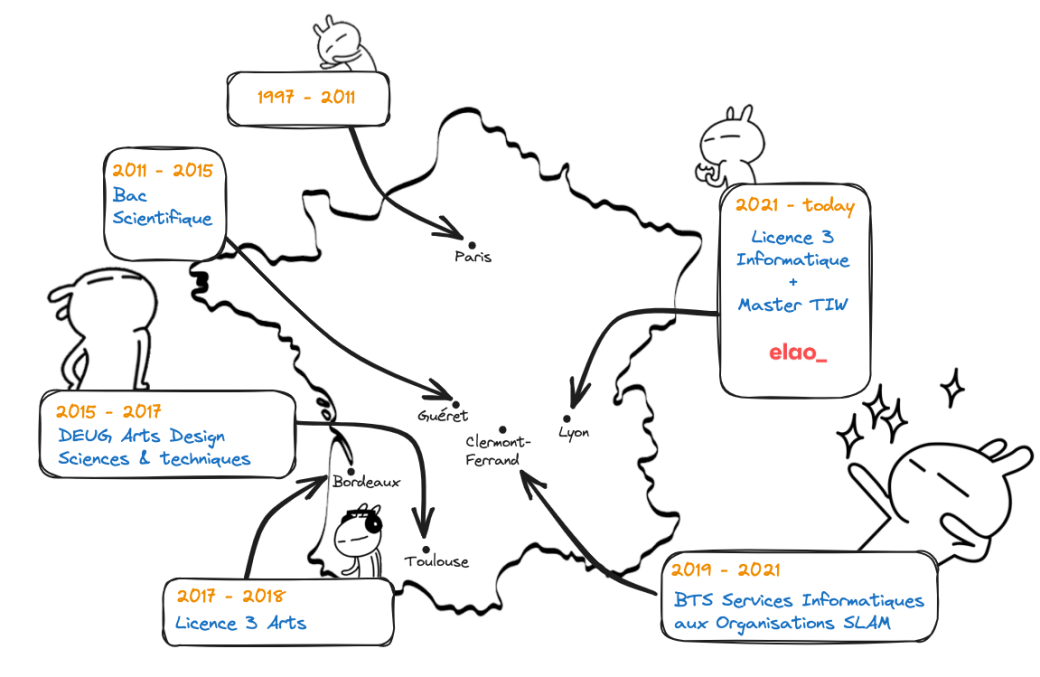 1997 - 2011
2011 - 2015
Bac
Scientifique
2021 - today
Licence 3
Informatique
+
Master TIW
elao_
Paris
Guéret
Clermont-
Ferrand
Lyon
2015 - 2017
DEUG Arts Design
Sciences & techniques
Bordeaux
Toulouse
2017 - 2018
Licence 3 Arts
2019 - 2021
BTS Services Informatiques
aux Organisations SLAM